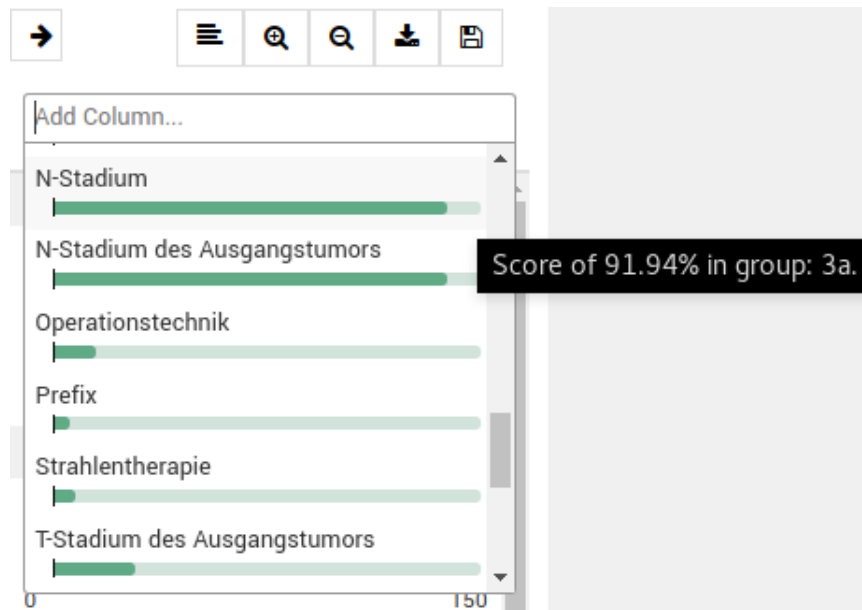 Add Column...
N-Stadium
N-Stadium des Ausgangstumors
Score of 91.94% in group: 3a.
Operationstechnik
Prefix
Strahlentherapie
T-Stadium des Ausgangstumors
0 150